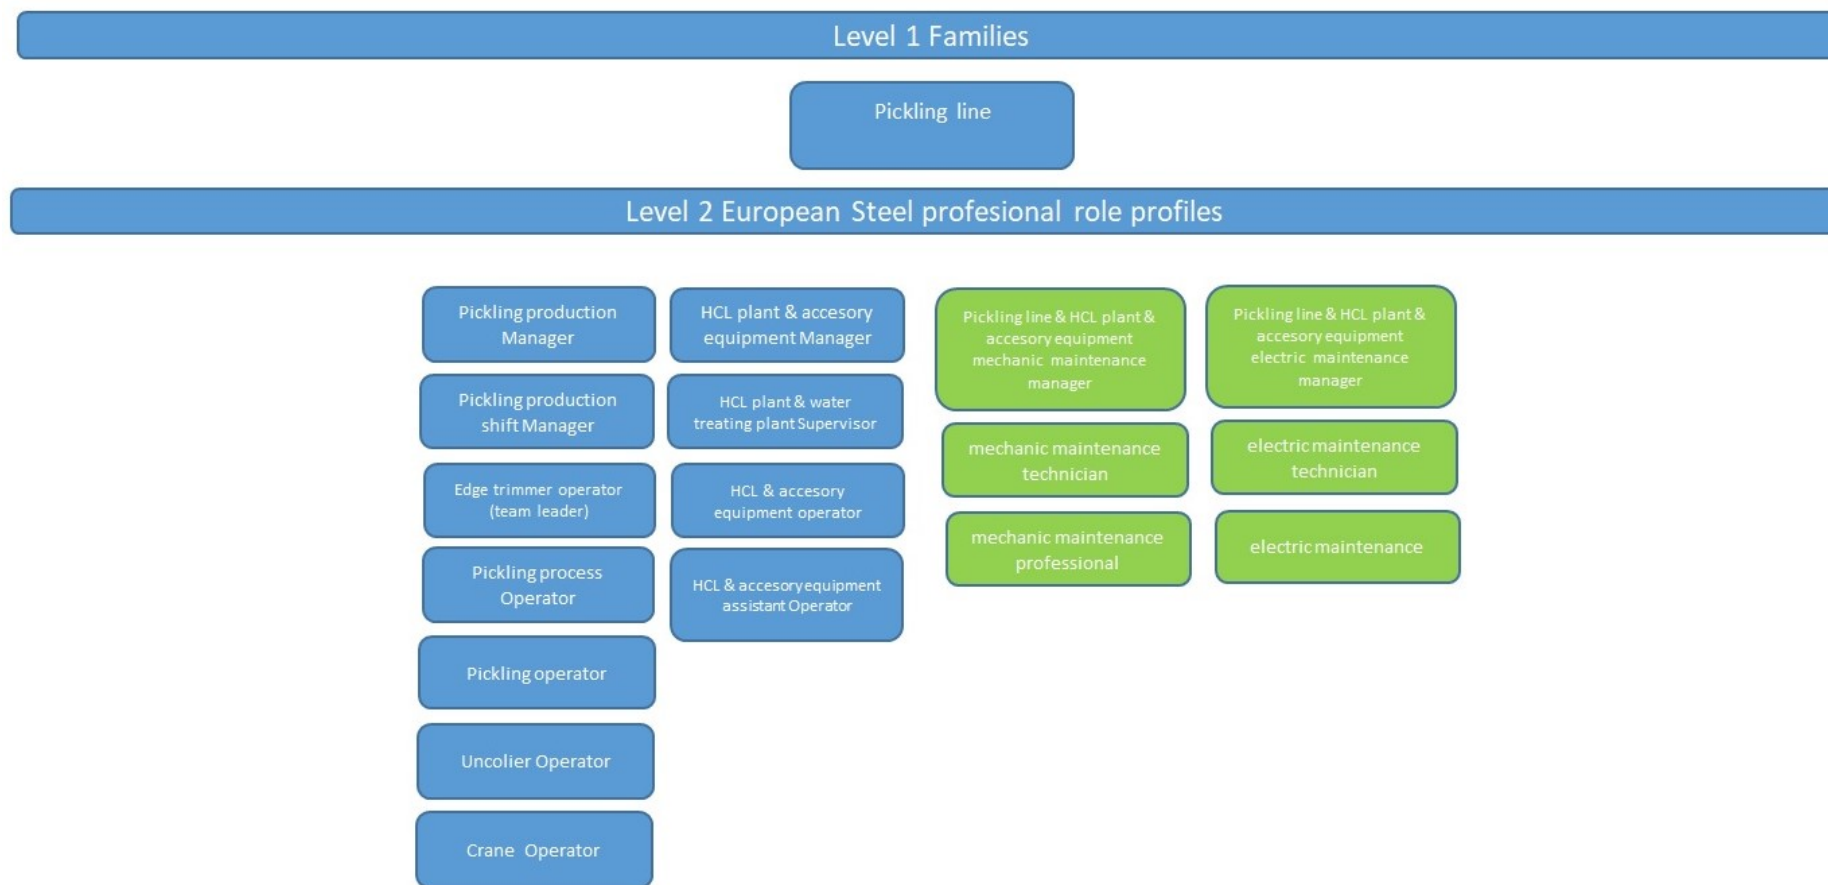 Level 1 Families
Pickling line
Level 2 European Steel profesional role profiles
Pickling production
Manager
Pickling production
shift Manager
Edge trimmer operator
(team leader)
Pickling process
Operator
Pickling operator
Uncolier Operator
Crane Operator
HCL plant & accesory
equipment Manager
HCL plant & water
treating plant Supervisor
HCL & accesory
equipment operator
HCL & accesory equipment
assistant Operator
Pickling line & HCL plant &
accesory equipment
mechanic maintenance
manager
mechanic maintenance
technician
mechanic maintenance
professional
Pickling line & HCL plant &
accesory equipment
electric maintenance
manager
electric maintenance
technician
electric maintenance